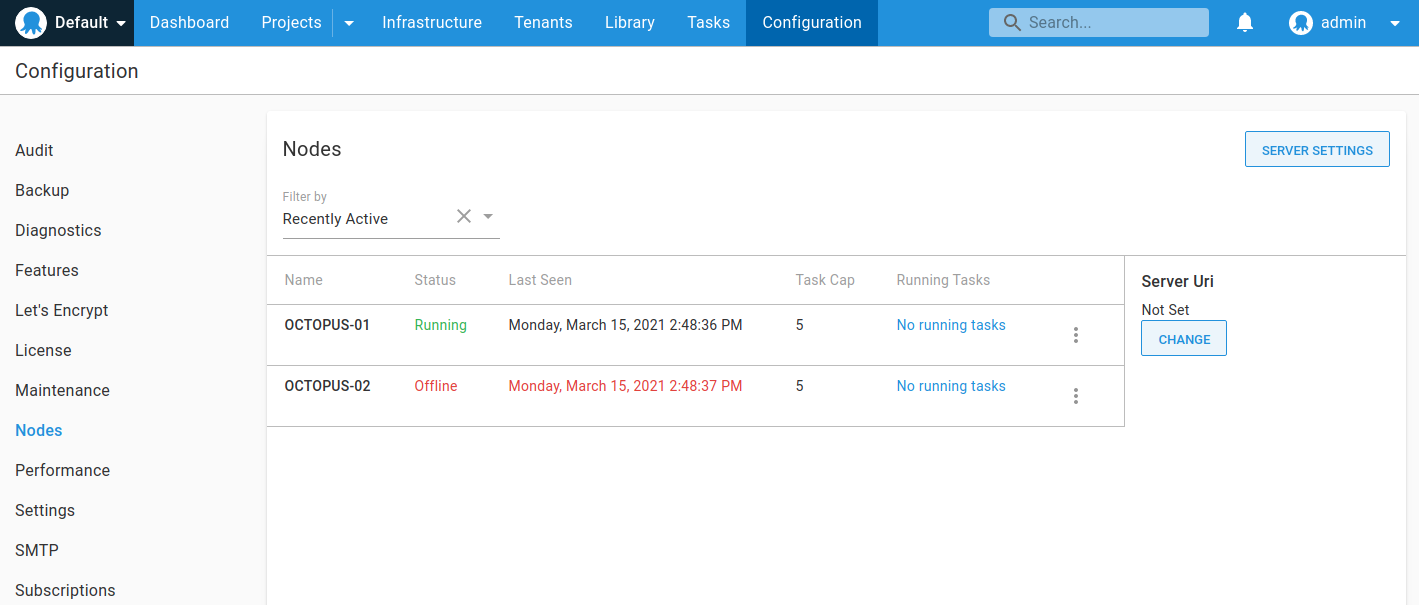 Default Dashboard Projects Infrastructure Tenants Library Tasks Configuration Search... admin
Configuration
Audit
Backup
Diagnostics
Features
Let's Encrypt
License
Maintenance
Nodes
Performance
Settings
SMTP
Subscriptions
Nodes
SERVER SETTINGS
Filter by
Recently Active
Name Status Last Seen Task Cap Running Tasks
OCTOPUS-01 Running Monday, March 15, 2021 2:48:36 PM 5 No running tasks
OCTOPUS-02 Offline Monday, March 15, 2021 2:48:37 PM 5 No running tasks
Server Uri
Not Set
CHANGE